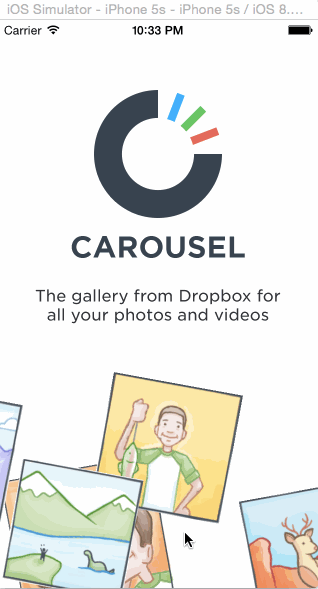 iOS Simulator - iPhone 5s - iPhone 5s / iOS 8....
Carrier
10:33 PM
CAROUSEL
The gallery from Dropbox for
all your photos and videos